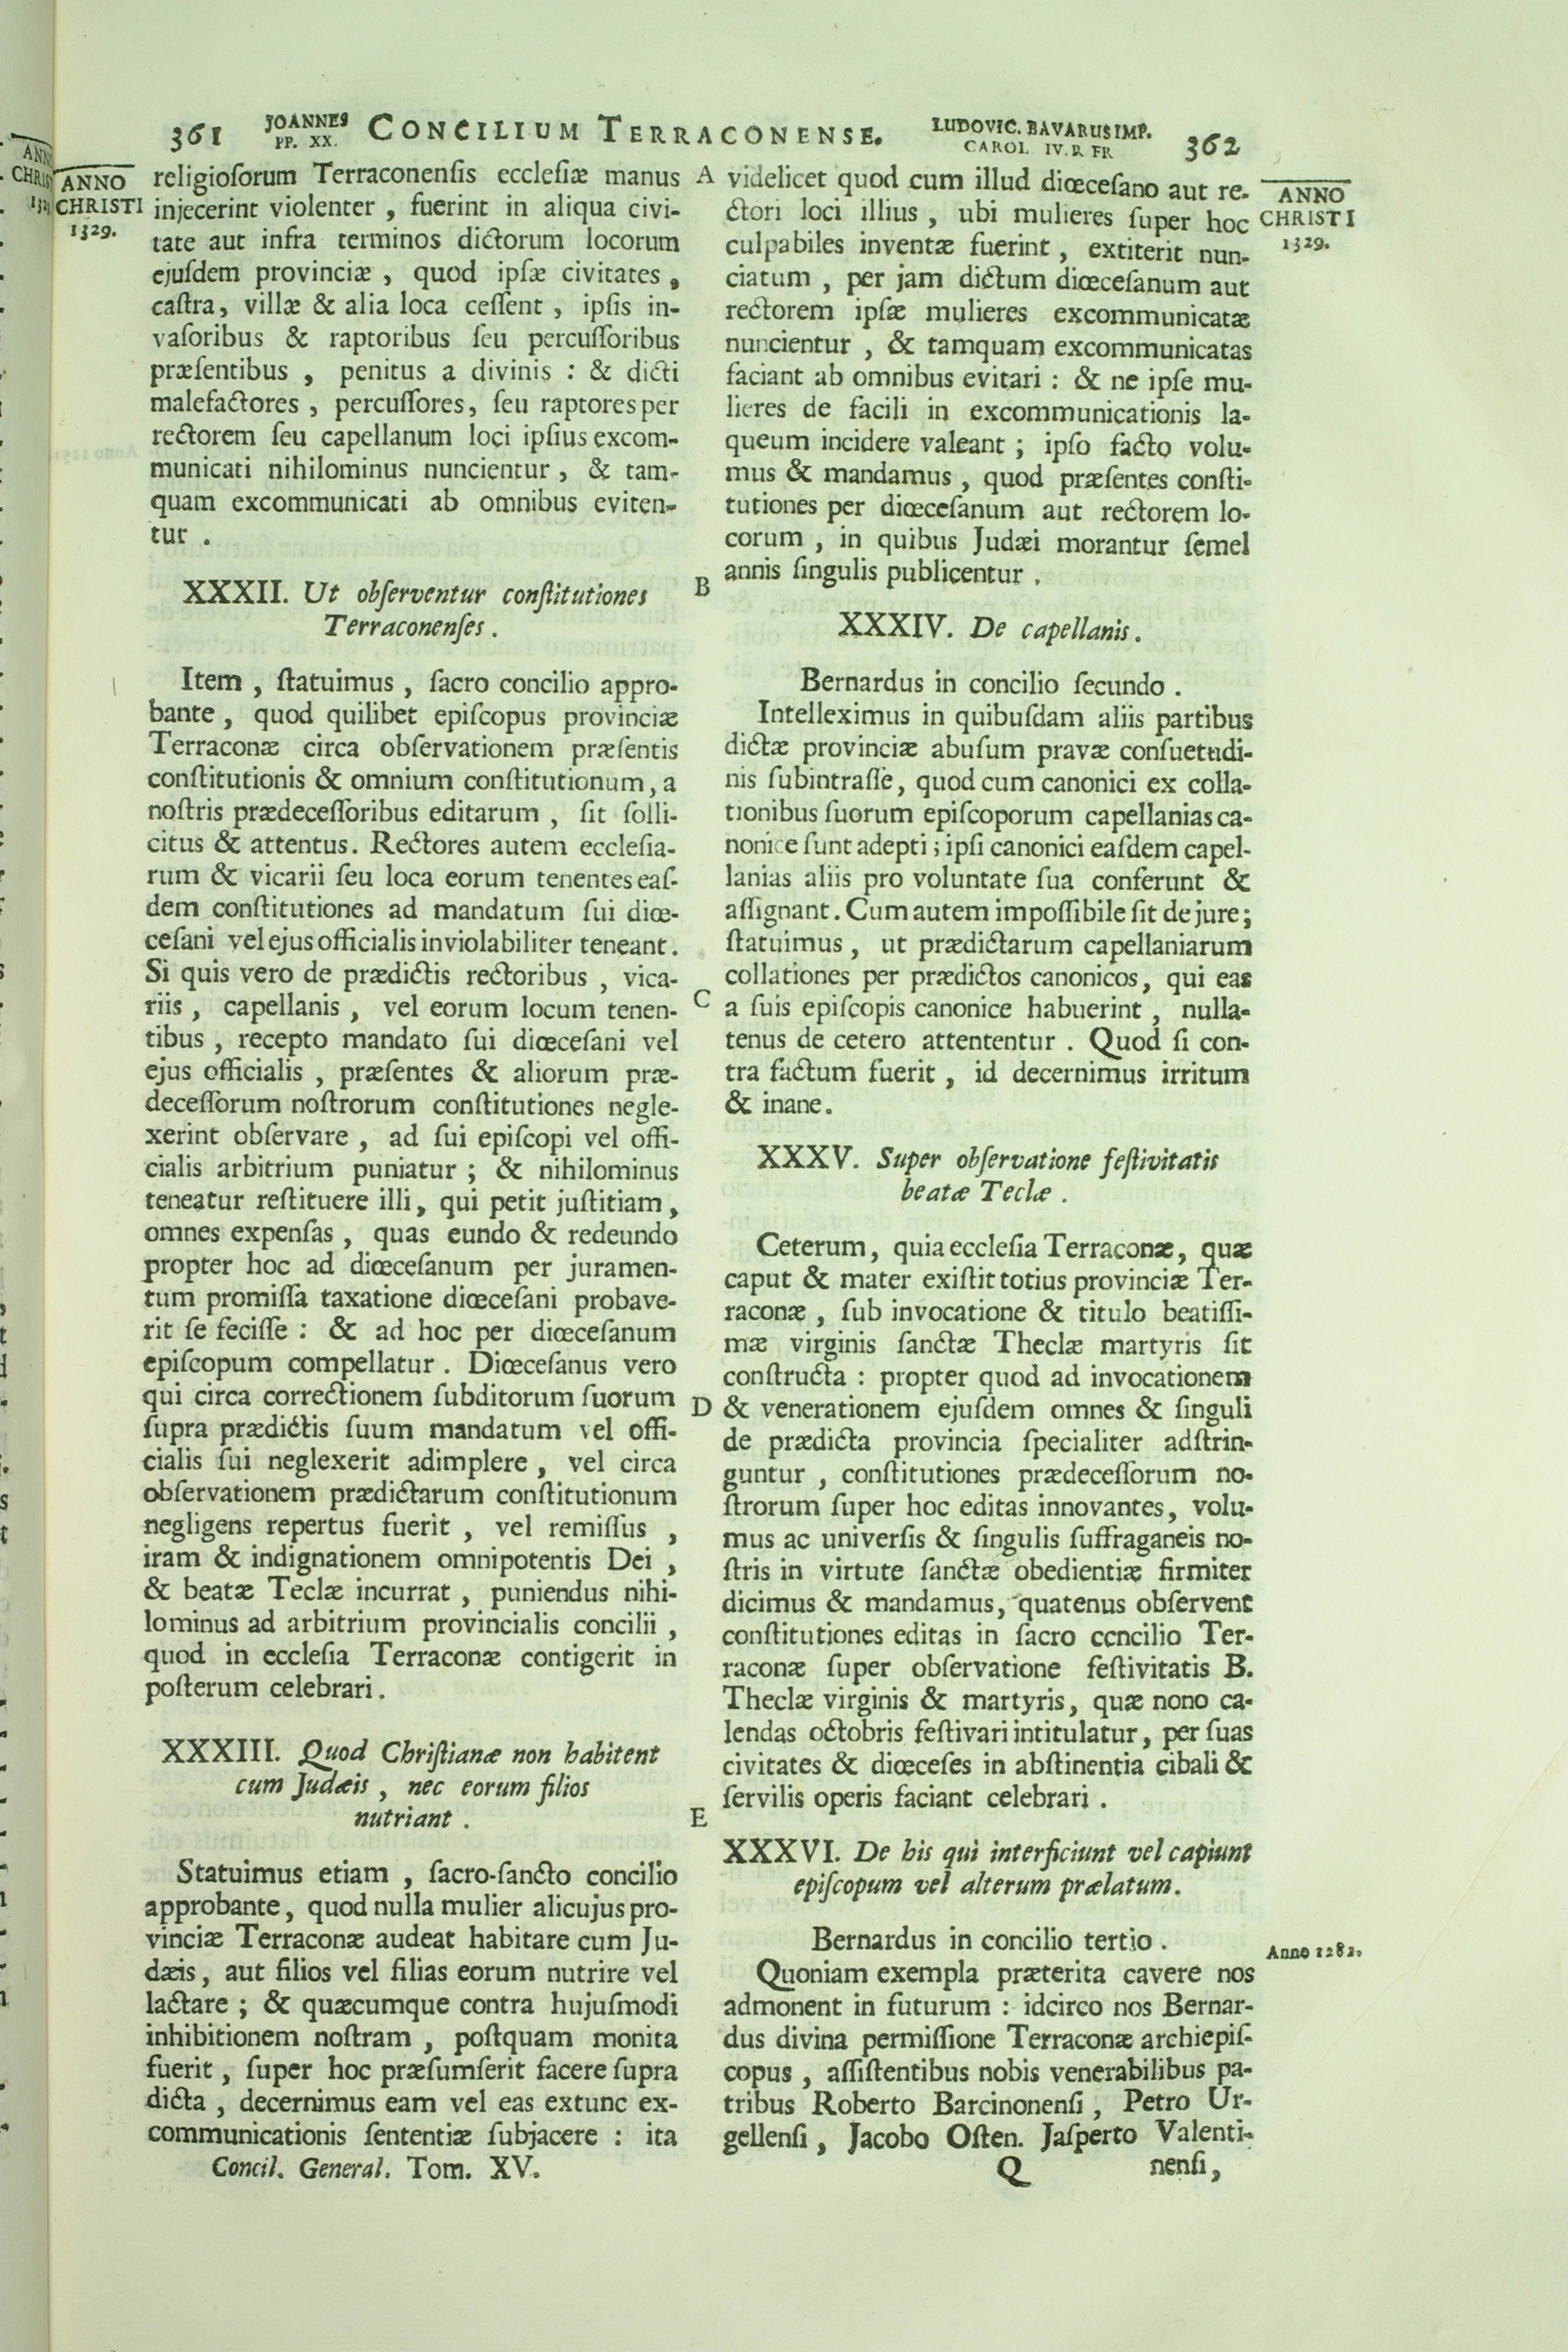 361 JOANNES PP. XX. CONCILIUM TERRACONENSE. LUDOVIC. BAVARUS IMP. CAROL IV. R FR 362
ANNO
CHRISTI
1329.
religioſorum Terraconenſis eccleſiæ manus
injecerint violenter , fuerint in aliqua civi-
tate aut infra terminos dictorum locorum
ejuſdem provinciæ , quod ipſæ civitates ,
caſtra, villæ & alia loca ceſſent , ipſis in-
vaſoribus & raptoribus ſeu percuſſoribus
præſentibus , penitus a divinis : & dicti
malefactores , percuſſores, ſeu raptores per
rectorem ſeu capellanum loci ipſius excom-
municati nihilominus nuncientur , & tam-
quam excommunicati ab omnibus eviten-
tur .
XXXII. Ut obſerventur conſtitutiones
Terraconenſes .
Item , ſtatuimus , ſacro concilio appro-
bante , quod quilibet epiſcopus provinciæ
Terraconæ circa obſervationem præſentis
conſtitutionis & omnium conſtitutionum, a
noſtris prædeceſſoribus editarum , ſit ſolli-
citus & attentus. Rectores autem eccleſia-
rum & vicarii ſeu loca eorum tenentes eaſ-
dem conſtitutiones ad mandatum ſui diœ-
ceſani vel ejus officialis inviolabiliter teneant.
Si quis vero de prædictis rectoribus , vica-
riis , capellanis , vel eorum locum tenen-
tibus , recepto mandato ſui diœceſani vel
ejus officialis , præſentes & aliorum præ-
deceſſorum noſtrorum conſtitutiones negle-
xerint obſervare , ad ſui epiſcopi vel offi-
cialis arbitrium puniatur ; & nihilominus
teneatur reſtituere illi, qui petit juſtitiam ,
omnes expenſas , quas eundo & redeundo
propter hoc ad diœceſanum per juramen-
tum promiſſa taxatione diœceſani probave-
rit ſe feciſſe : & ad hoc per diœceſanum
epiſcopum compellatur . Diœceſanus vero
qui circa correctionem ſubditorum ſuorum
ſupra prædictis ſuum mandatum vel offi-
cialis ſui neglexerit adimplere , vel circa
obſervationem prædictarum conſtitutionum
negligens repertus fuerit , vel remiſſus ,
iram & indignationem omnipotentis Dei ,
& beatæ Teclæ incurrat , puniendus nihi-
lominus ad arbitrium provincialis concilii ,
quod in eccleſia Terraconæ contigerit in
poſterum celebrari .
XXXIII. Quod Chriſtianæ non habitent
cum Judæis , nec eorum filios
nutriant .
Statuimus etiam , ſacro-ſancto concilio
approbante, quod nulla mulier alicujus pro-
vinciæ Terraconæ audeat habitare cum Ju-
dæis, aut filios vel filias eorum nutrire vel
lactare ; & quæcumque contra hujuſmodi
inhibitionem noſtram , poſtquam monita
fuerit , ſuper hoc præſumſerit facere ſupra
dicta , decernimus eam vel eas extunc ex-
communicationis ſententiæ ſubjacere : ita
Concil. General. Tom. XV.
A
B
C
D
E
videlicet quod cum illud diœceſano aut re-
ctori loci illius , ubi mulieres ſuper hoc
culpabiles inventæ fuerint , extiterit nun-
ciatum , per jam dictum diœceſanum aut
rectorem ipſæ mulieres excommunicatæ
nuncientur , & tamquam excommunicatas
faciant ab omnibus evitari : & ne ipſe mu-
lieres de facili in excommunicationis la-
queum incidere valeant ; ipſo facto volu-
mus & mandamus , quod præſentes conſti-
tutiones per diœceſanum aut rectorem lo-
corum , in quibus Judæi morantur ſemel
annis ſingulis publicentur .
XXXIV. De capellanis.
Bernardus in concilio ſecundo .
Intelleximus in quibuſdam aliis partibus
dictæ provinciæ abuſum pravæ conſuetudi-
nis ſubintraſſe, quod cum canonici ex colla-
tionibus ſuorum epiſcoporum capellanias ca-
nonice ſunt adepti ; ipſi canonici eaſdem capel-
lanias aliis pro voluntate ſua conferunt &
aſſignant. Cum autem impoſſibile ſit de jure;
ſtatuimus , ut prædictarum capellaniarum
collationes per prædictos canonicos, qui eas
a ſuis epiſcopis canonice habuerint , nulla-
tenus de cetero attententur . Quod ſi con-
tra factum fuerit , id decernimus irritum
& inane.
XXXV. Super obſervatione feſtivitatis
beatæ Teclæ .
Ceterum, quia eccleſia Terraconæ, quæ
caput & mater exiſtit totius provinciæ Ter-
raconæ , ſub invocatione & titulo beatiſſi-
mæ virginis ſanctæ Theclæ martyris ſit
conſtructa : propter quod ad invocationem
& venerationem ejuſdem omnes & ſinguli
de prædicta provincia ſpecialiter adſtrin-
guntur , conſtitutiones prædeceſſorum no-
ſtrorum ſuper hoc editas innovantes, volu-
mus ac univerſis & ſingulis ſuffraganeis no-
ſtris in virtute ſanctæ obedientiæ firmiter
dicimus & mandamus, quatenus obſervent
conſtitutiones editas in ſacro ccncilio Ter-
raconæ ſuper obſervatione feſtivitatis B.
Theclæ virginis & martyris, quæ nono ca-
lendas octobris feſtivari intitulatur, per ſuas
civitates & diœceſes in abſtinentia cibali &
ſervilis operis faciant celebrari .
XXXVI. De his qui interficiunt vel capiunt
epiſcopum vel alterum prælatum.
Bernardus in concilio tertio .
Quoniam exempla præterita cavere nos
admonent in futurum : idcirco nos Bernar-
dus divina permiſſione Terraconæ archiepiſ-
copus , aſſiſtentibus nobis venerabilibus pa-
tribus Roberto Barcinonenſi , Petro Ur-
gellenſi , Jacobo Oſten. Jaſperto Valenti-
Q nenſi,
ANNO
CHRISTI
1329.
Anno 1282.